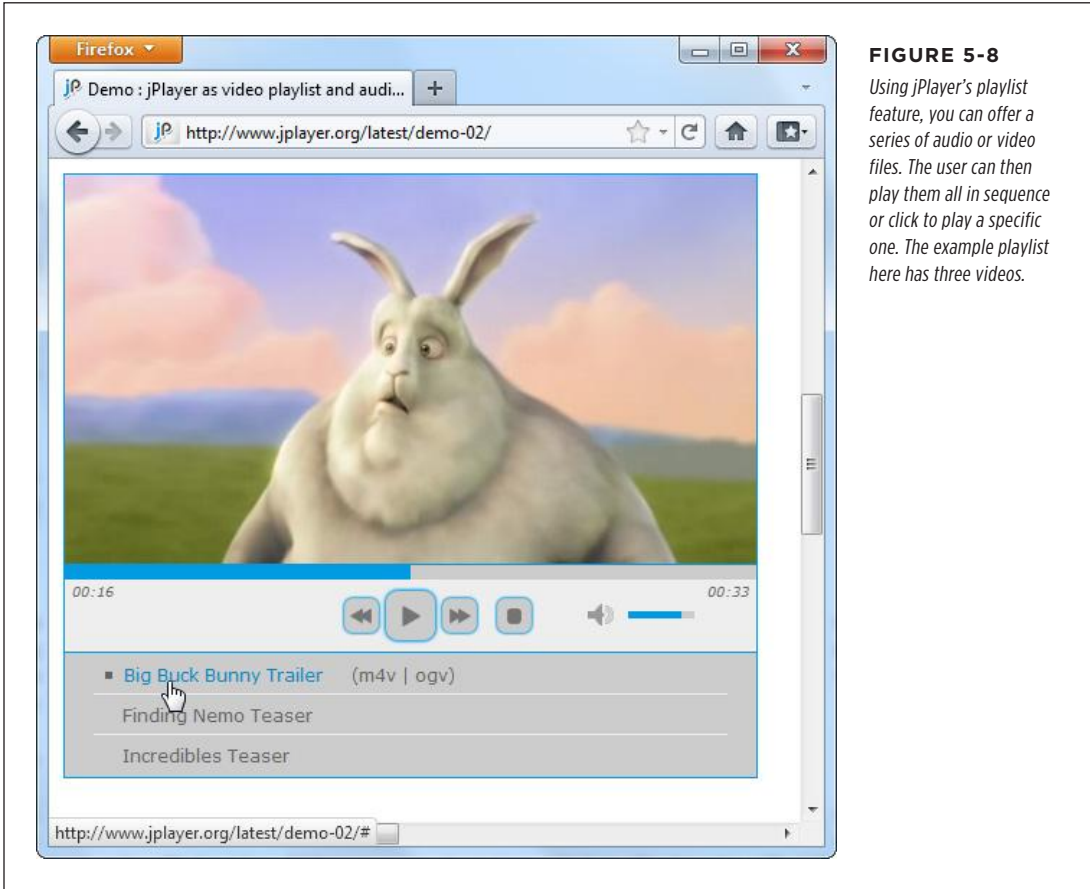 Firefox
jP Demo : jPlayer as video playlist and audi...
jP http://www.jplayer.org/latest/demo-02/
00:16
00:33
Big Buck Bunny Trailer (m4v | ogv)
Finding Nemo Teaser
Incredibles Teaser
http://www.jplayer.org/latest/demo-02/#
FIGURE 5-8
Using jPlayer’s playlist
feature, you can offer a
series of audio or video
files. The user can then
play them all in sequence
or click to play a specific
one. The example playlist
here has three videos.